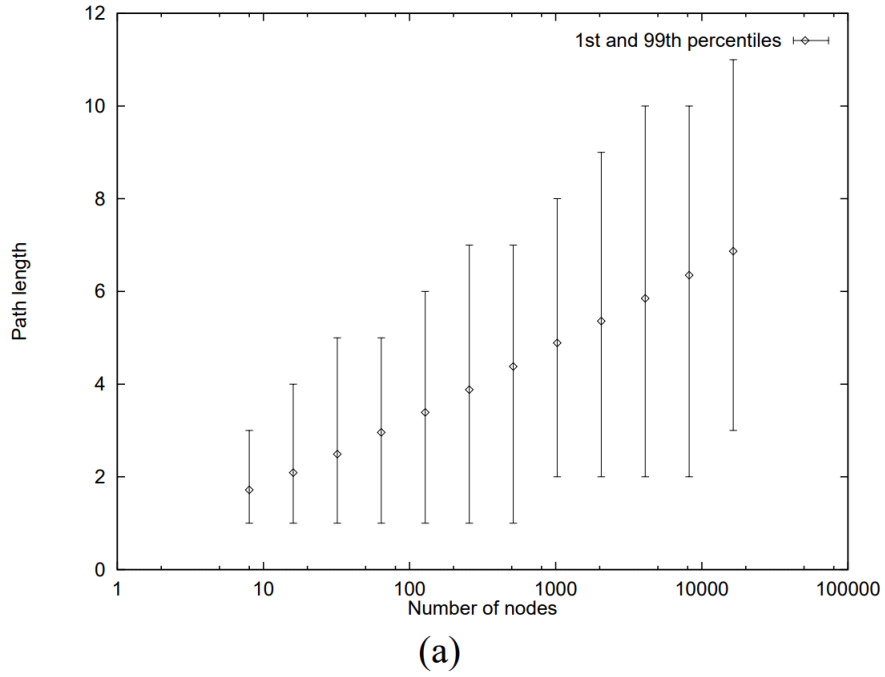 12
1st and 99th percentiles
10
8
6
Path length
4
2
0
1 10 100 1000 10000 100000
Number of nodes
(a)